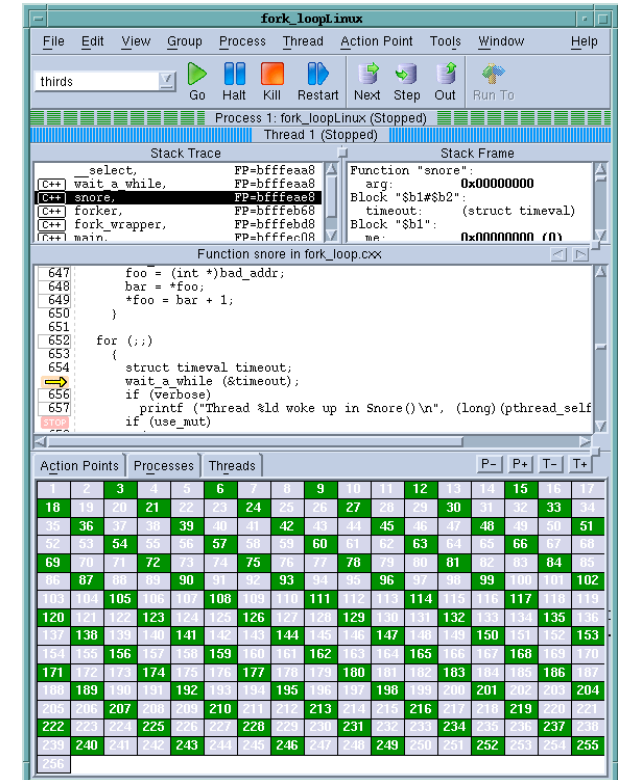 fork_loopLinux
File Edit View Group Process Thread Action Point Tools Window Help
thirds
Go Halt Kill Restart Next Step Out Run To
Process 1: fork_loopLinux (Stopped)
Thread 1 (Stopped)
Stack Trace
__select, FP=bfffeaa8
C++ wait_a_while, FP=bfffeaa8
C++ snore, FP=bfffeae8
C++ forker, FP=bfffeb68
C++ fork_wrapper, FP=bfffebd8
C++ main, FP=bfffec08
Stack Frame
Function "snore":
arg: 0x00000000
Block "$b1#$b2":
timeout: (struct timeval)
Block "$b1":
me: 0x00000000 (0)
Function snore in fork_loop.cxx
647 foo = (int *)bad_addr;
648 bar = *foo;
649 *foo = bar + 1;
650 }
651
652 for (;;)
653 {
654 struct timeval timeout;
wait_a_while (&timeout);
656 if (verbose)
657 printf ("Thread %ld woke up in Snore()\n", (long)(pthread_self
STOP if (use_mut)
Action Points Processes Threads P- P+ T- T+
1 2 3 4 5 6 7 8 9 10 11 12 13 14 15 16 17
18 19 20 21 22 23 24 25 26 27 28 29 30 31 32 33 34
35 36 37 38 39 40 41 42 43 44 45 46 47 48 49 50 51
52 53 54 55 56 57 58 59 60 61 62 63 64 65 66 67 68
69 70 71 72 73 74 75 76 77 78 79 80 81 82 83 84 85
86 87 88 89 90 91 92 93 94 95 96 97 98 99 100 101 102
103 104 105 106 107 108 109 110 111 112 113 114 115 116 117 118 119
120 121 122 123 124 125 126 127 128 129 130 131 132 133 134 135 136
137 138 139 140 141 142 143 144 145 146 147 148 149 150 151 152 153
154 155 156 157 158 159 160 161 162 163 164 165 166 167 168 169 170
171 172 173 174 175 176 177 178 179 180 181 182 183 184 185 186 187
188 189 190 191 192 193 194 195 196 197 198 199 200 201 202 203 204
205 206 207 208 209 210 211 212 213 214 215 216 217 218 219 220 221
222 223 224 225 226 227 228 229 230 231 232 233 234 235 236 237 238
239 240 241 242 243 244 245 246 247 248 249 250 251 252 253 254 255
256